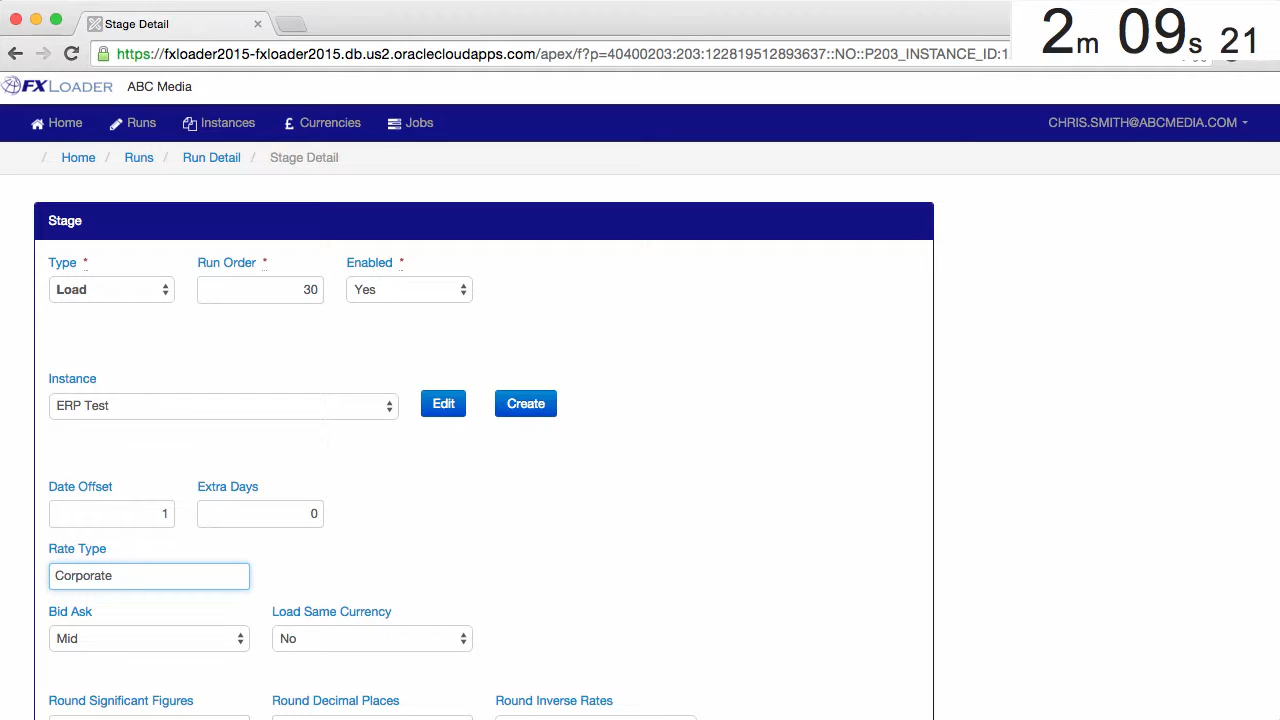 Stage Detail
2m 09s 21
https://fxloader2015-fxloader2015.db.us2.oraclecloudapps.com/apex/f?p=40400203:203:122819512893637::NO::P203_INSTANCE_ID:1
FXLOADER ABC Media
Home Runs Instances £ Currencies Jobs CHRIS.SMITH@ABCMEDIA.COM
/ Home / Runs / Run Detail / Stage Detail
Stage
Type * Run Order * Enabled *
Load 30 Yes
Instance
ERP Test Edit Create
Date Offset Extra Days
1 0
Rate Type
Corporate
Bid Ask Load Same Currency
Mid No
Round Significant Figures Round Decimal Places Round Inverse Rates